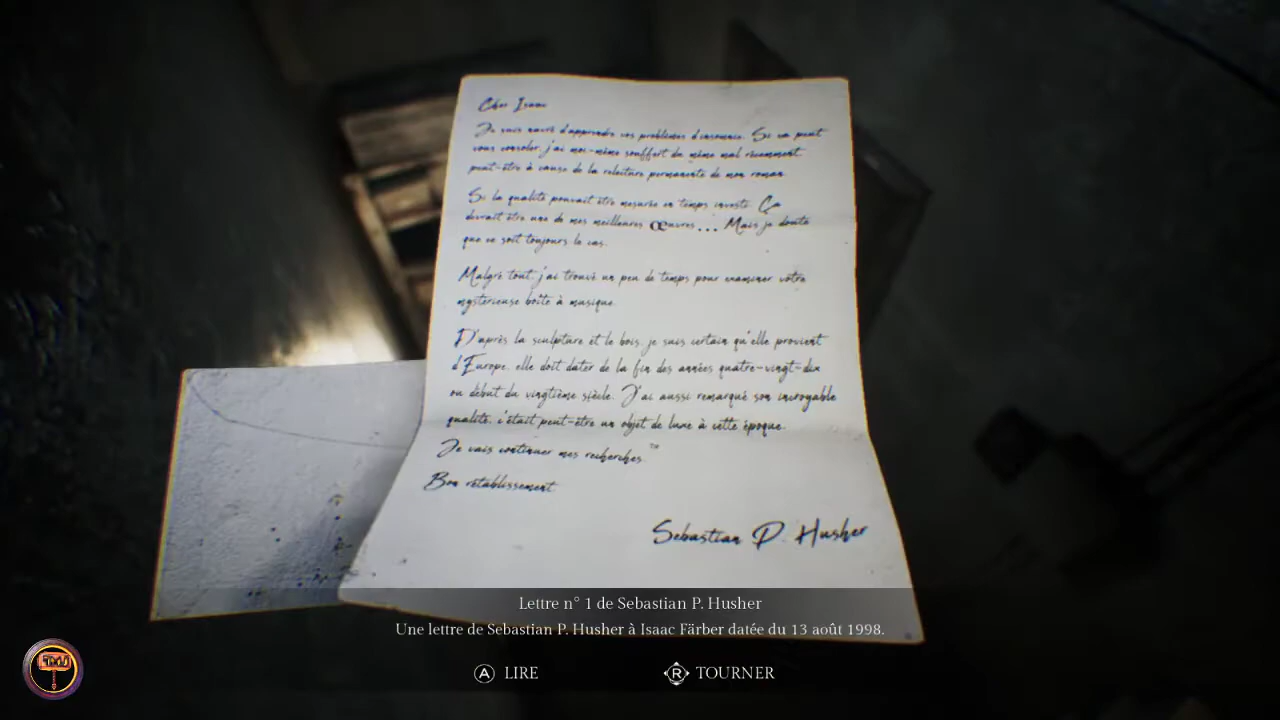 Cher Isaac
Je suis navré d'apprendre vos problèmes d'insomnie. Si ça peut
vous consoler, j'ai moi-même souffert du même mal récemment
peut-être à cause de la relecture permanente de mon roman.
Si la qualité pouvait être mesurée en temps investi. Ça
devrait être une de mes meilleures œuvres... Mais je doute
que ce soit toujours le cas.
Malgré tout, j'ai trouvé un peu de temps pour examiner votre
mystérieuse boîte à musique.
D'après la sculpture et le bois, je suis certain qu'elle provient
d'Europe, elle doit dater de la fin des années quatre-vingt-dix
ou début du vingtième siècle. J'ai aussi remarqué son incroyable
qualité, c'était peut-être un objet de luxe à cette époque.
Je vais continuer mes recherches.
Bon rétablissement
Sebastian P. Husher
Lettre n° 1 de Sebastian P. Husher
Une lettre de Sebastian P. Husher à Isaac Färber datée du 13 août 1998.
A LIRE
R TOURNER